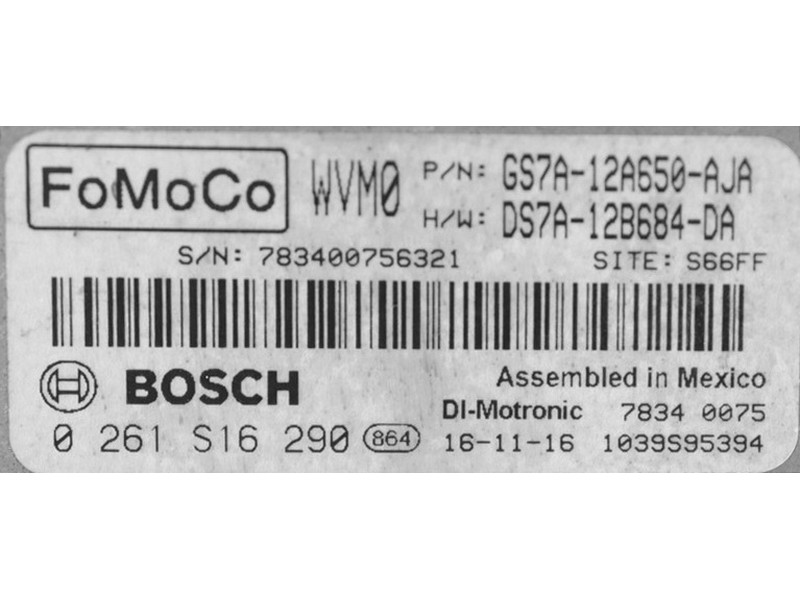 FoMoCo WVM0 P/N: GS7A-12A650-AJA
H/W: DS7A-12B684-DA
S/N: 783400756321 SITE: S66FF
BOSCH Assembled in Mexico
DI-Motronic 7834 0075
0 261 S16 290 864 16-11-16 1039S95394